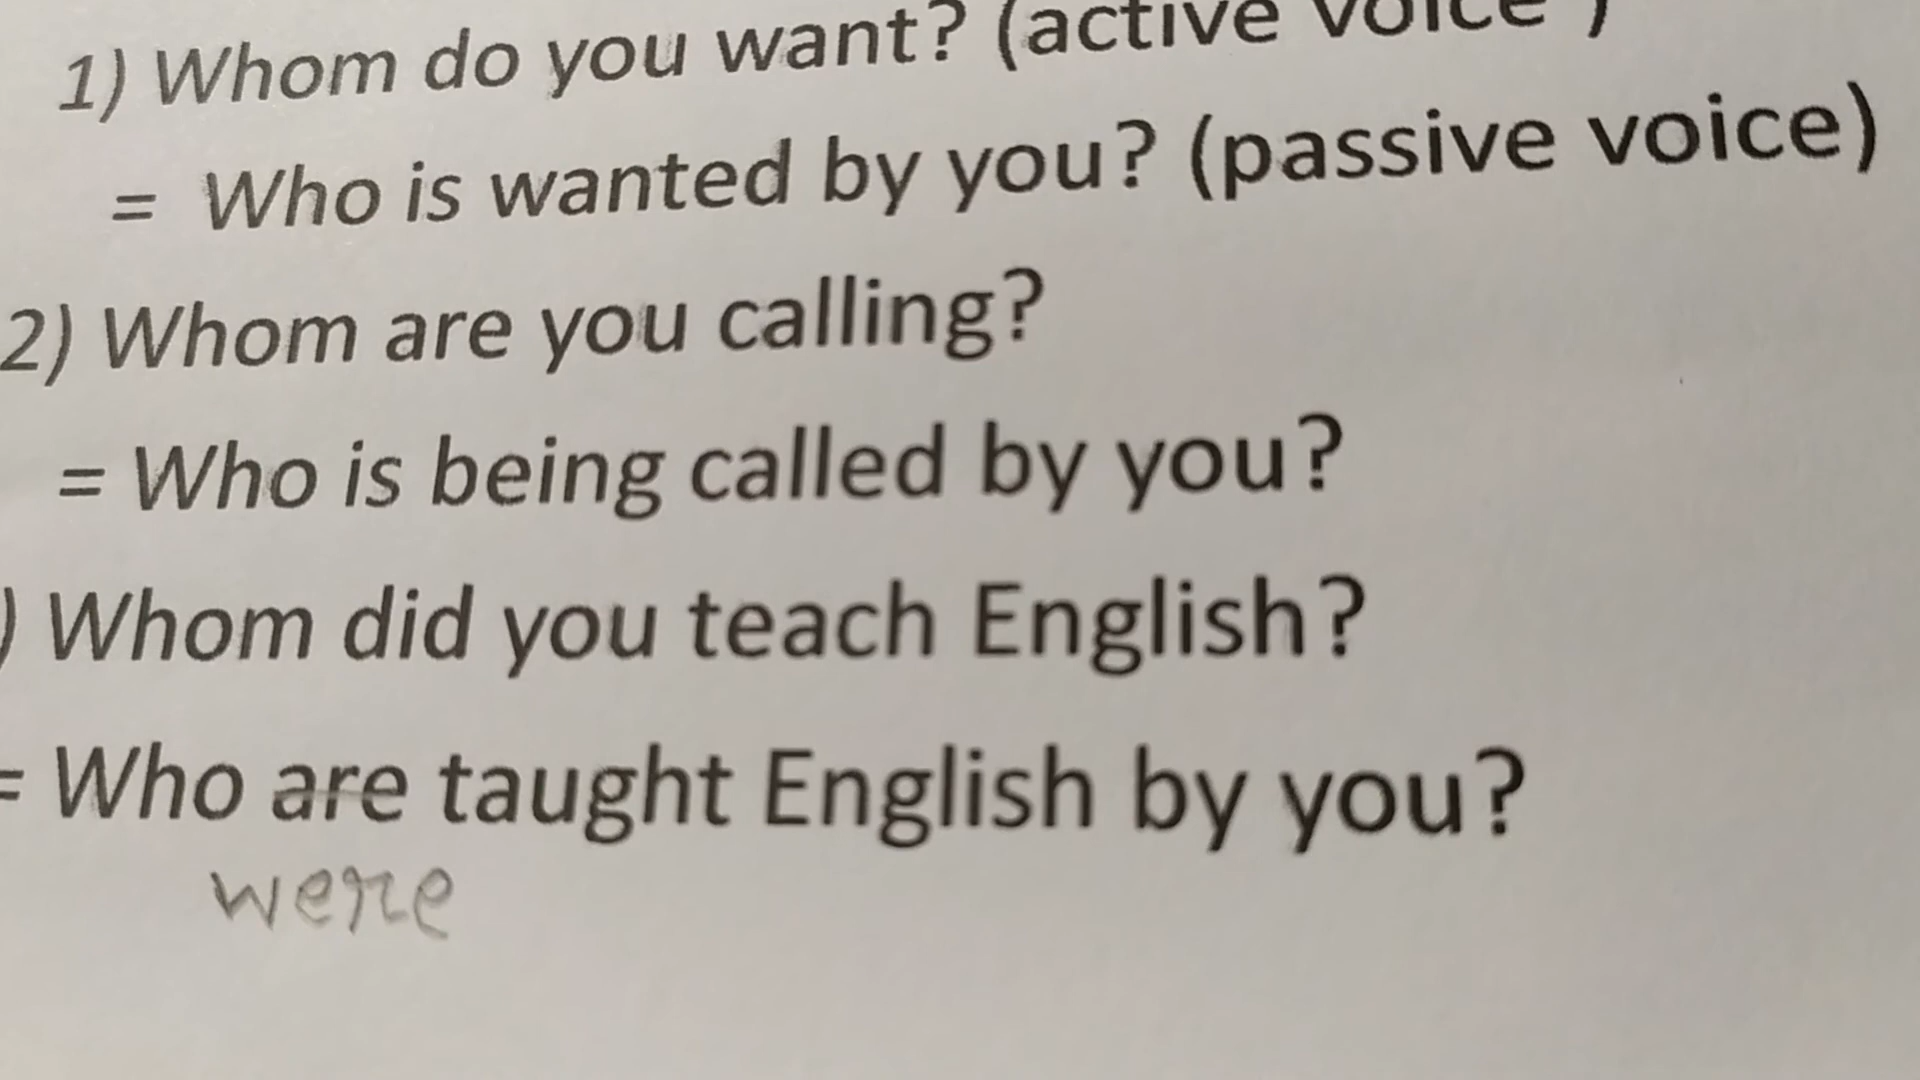 1) Whom do you want? (active voice )
= Who is wanted by you? (passive voice)
2) Whom are you calling?
= Who is being called by you?
) Whom did you teach English?
= Who are taught English by you?
were